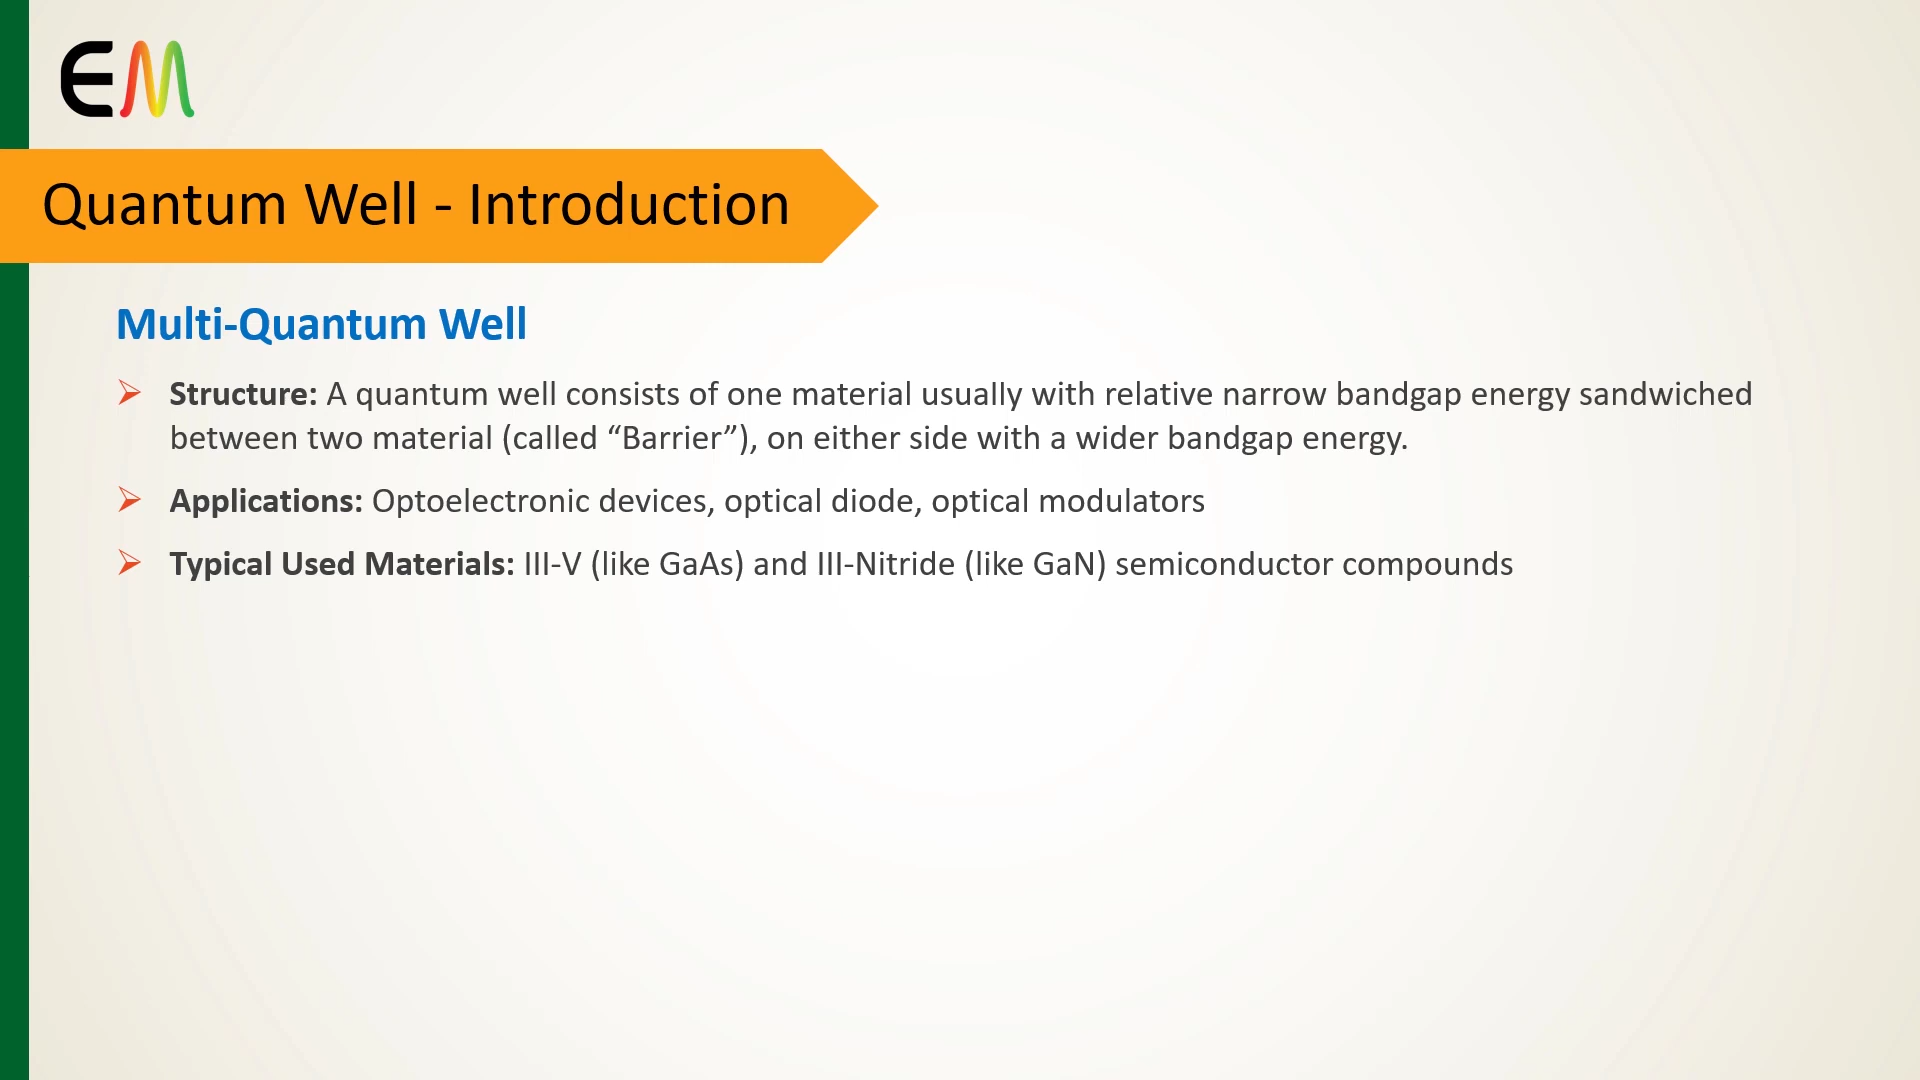 EM
Quantum Well - Introduction
Multi-Quantum Well
Structure: A quantum well consists of one material usually with relative narrow bandgap energy sandwiched
between two material (called “Barrier”), on either side with a wider bandgap energy.
Applications: Optoelectronic devices, optical diode, optical modulators
Typical Used Materials: III-V (like GaAs) and III-Nitride (like GaN) semiconductor compounds